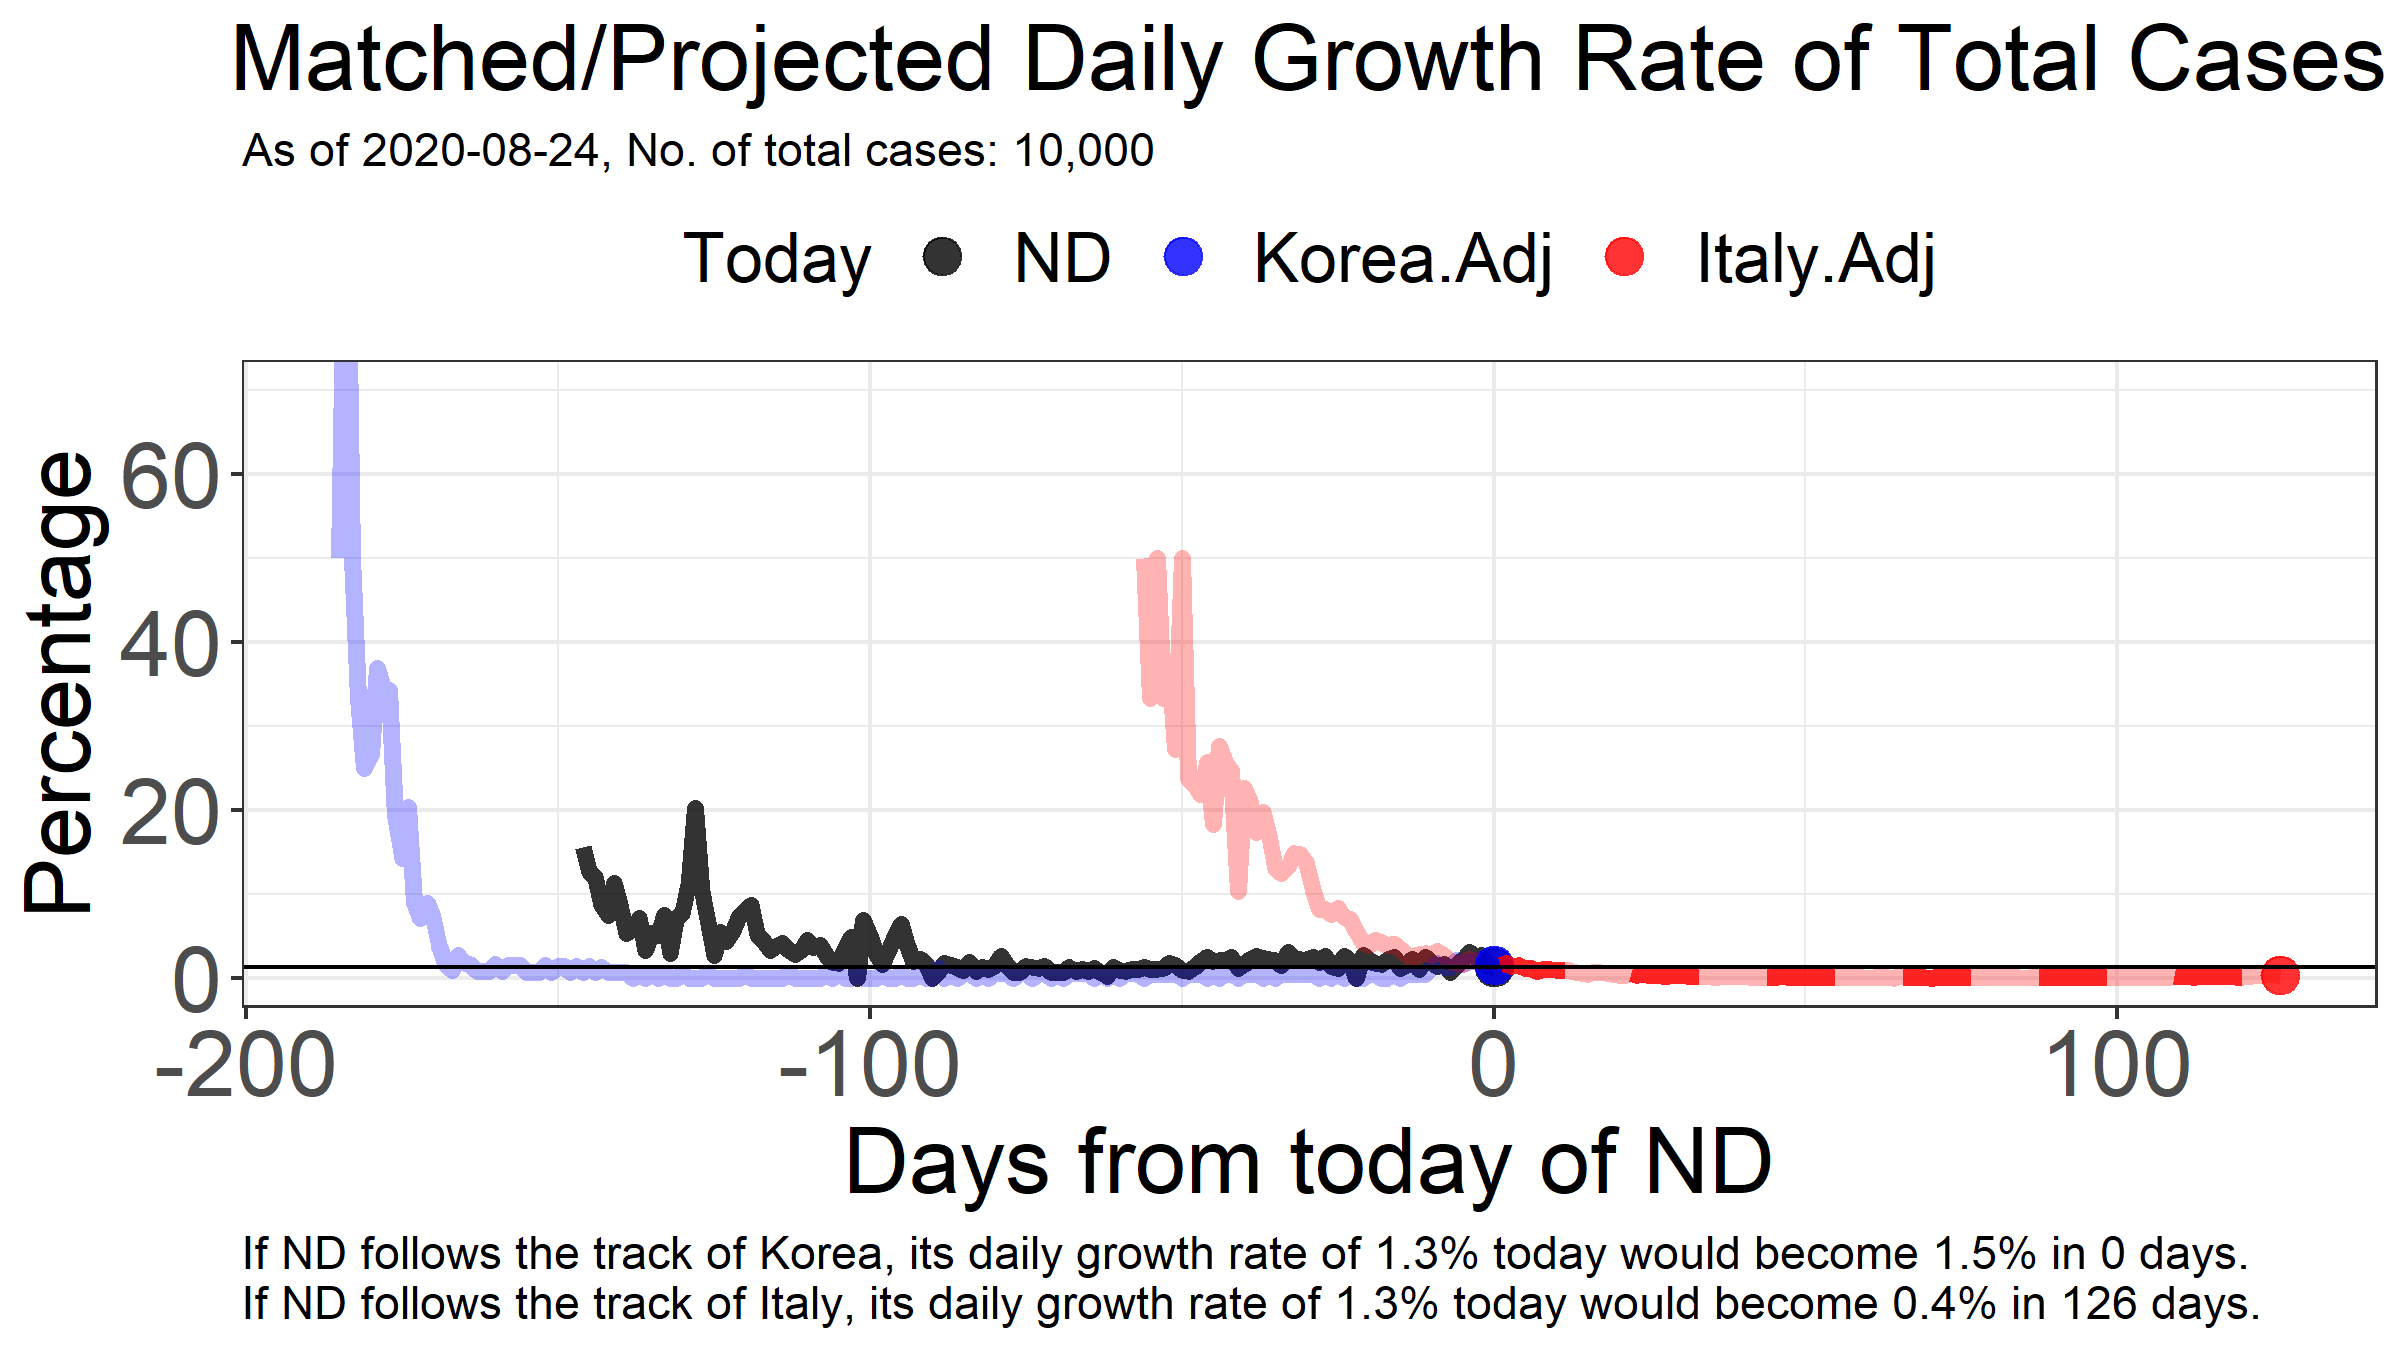 Matched/Projected Daily Growth Rate of Total Cases
As of 2020-08-24, No. of total cases: 10,000
Today ND Korea.Adj Italy.Adj
Percentage
60
40
20
0
-200 -100 0 100
Days from today of ND
If ND follows the track of Korea, its daily growth rate of 1.3% today would become 1.5% in 0 days.
If ND follows the track of Italy, its daily growth rate of 1.3% today would become 0.4% in 126 days.